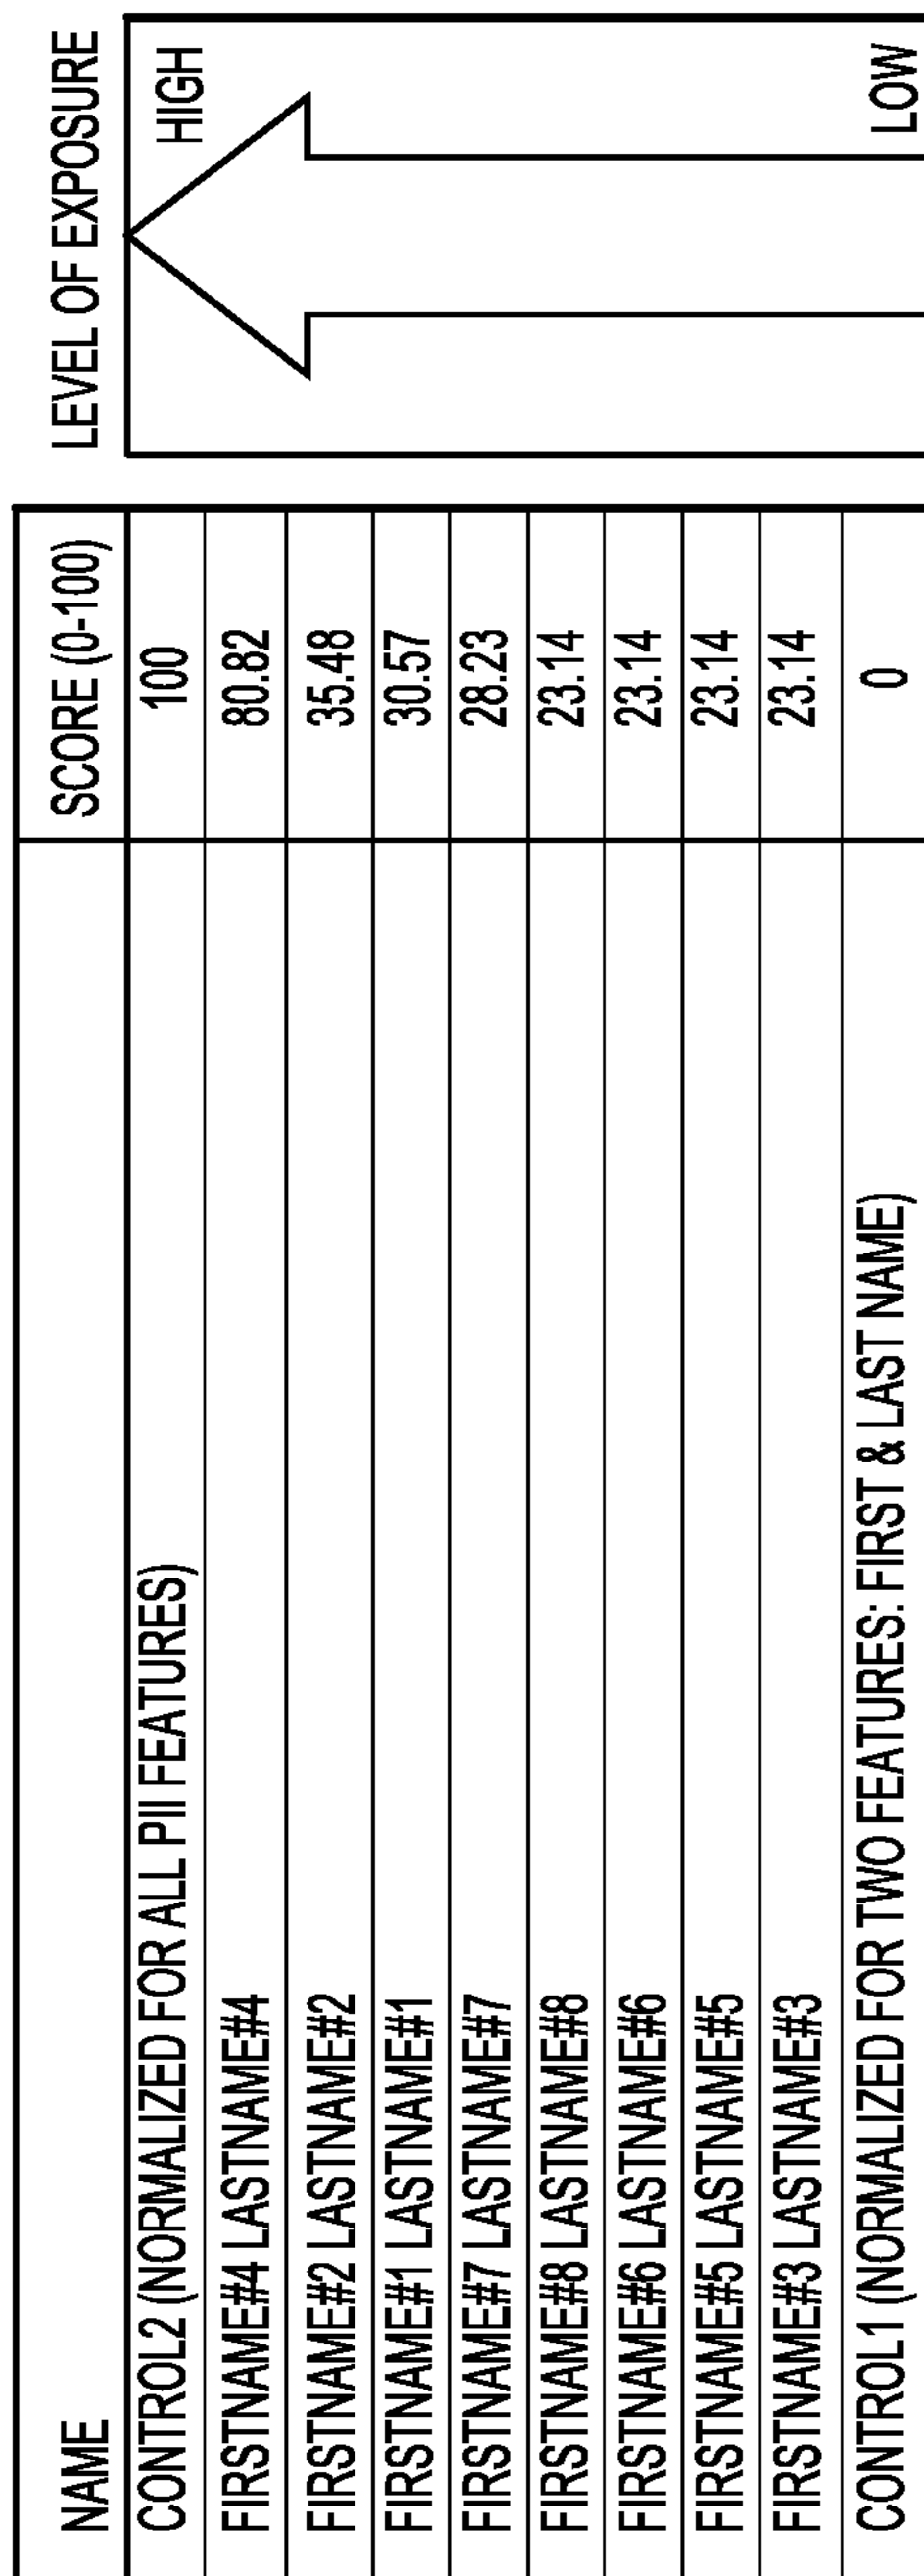 NAME SCORE (0-100) LEVEL OF EXPOSURE
CONTROL2 (NORMALIZED FOR ALL PII FEATURES) 100 HIGH
FIRSTNAME#4 LASTNAME#4 80.82
FIRSTNAME#2 LASTNAME#2 35.48
FIRSTNAME#1 LASTNAME#1 30.57
FIRSTNAME#7 LASTNAME#7 28.23
FIRSTNAME#8 LASTNAME#8 23.14
FIRSTNAME#6 LASTNAME#6 23.14
FIRSTNAME#5 LASTNAME#5 23.14
FIRSTNAME#3 LASTNAME#3 23.14
CONTROL1 (NORMALIZED FOR TWO FEATURES: FIRST & LAST NAME) 0 LOW